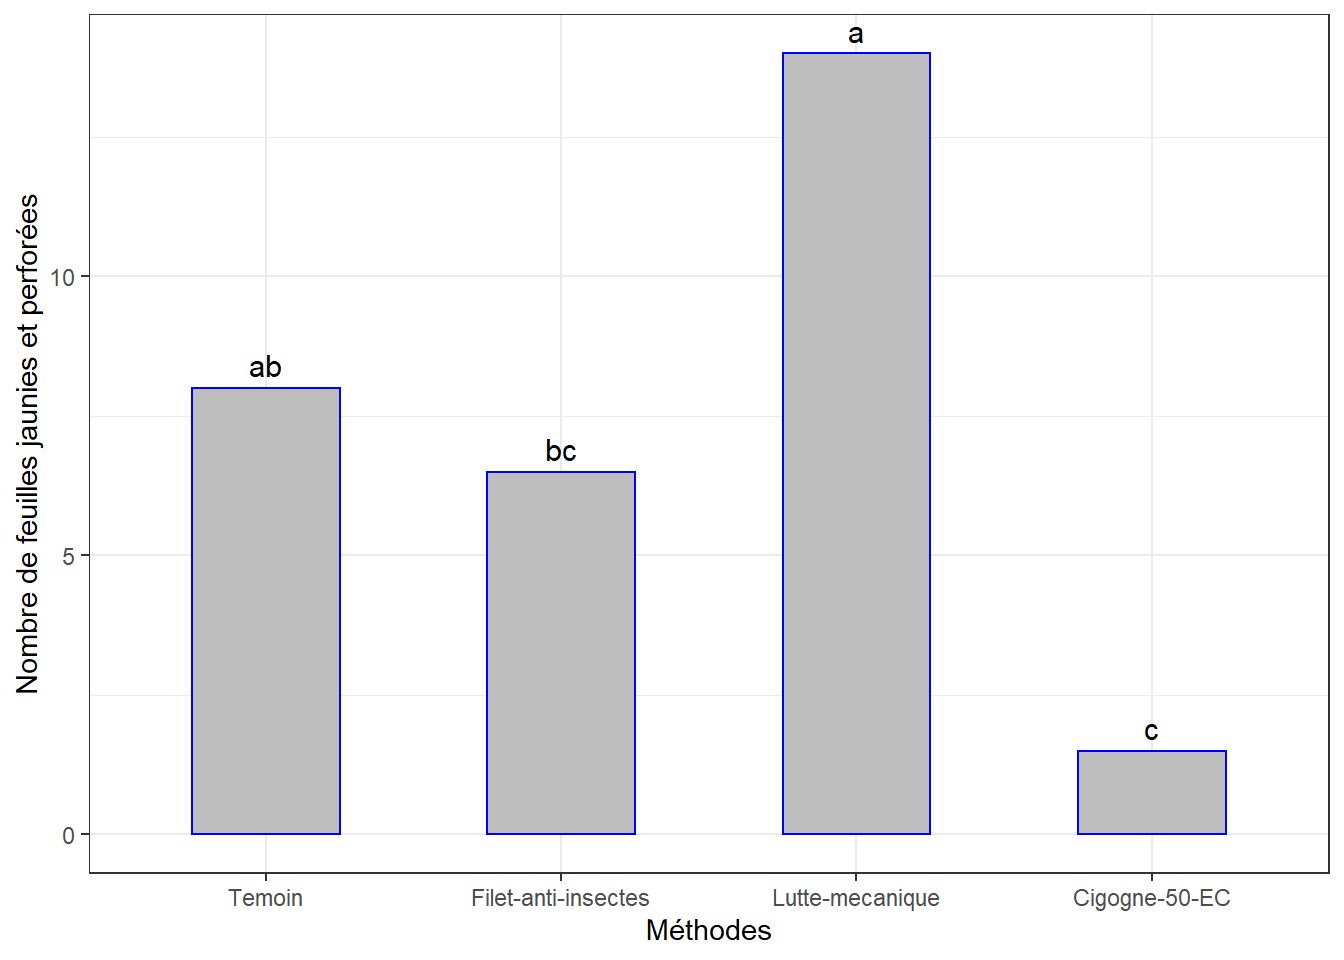 Nombre de feuilles jaunies et perforées
10
5
0
a
ab
bc
c
Temoin
Filet-anti-insectes
Lutte-mecanique
Cigogne-50-EC
Méthodes